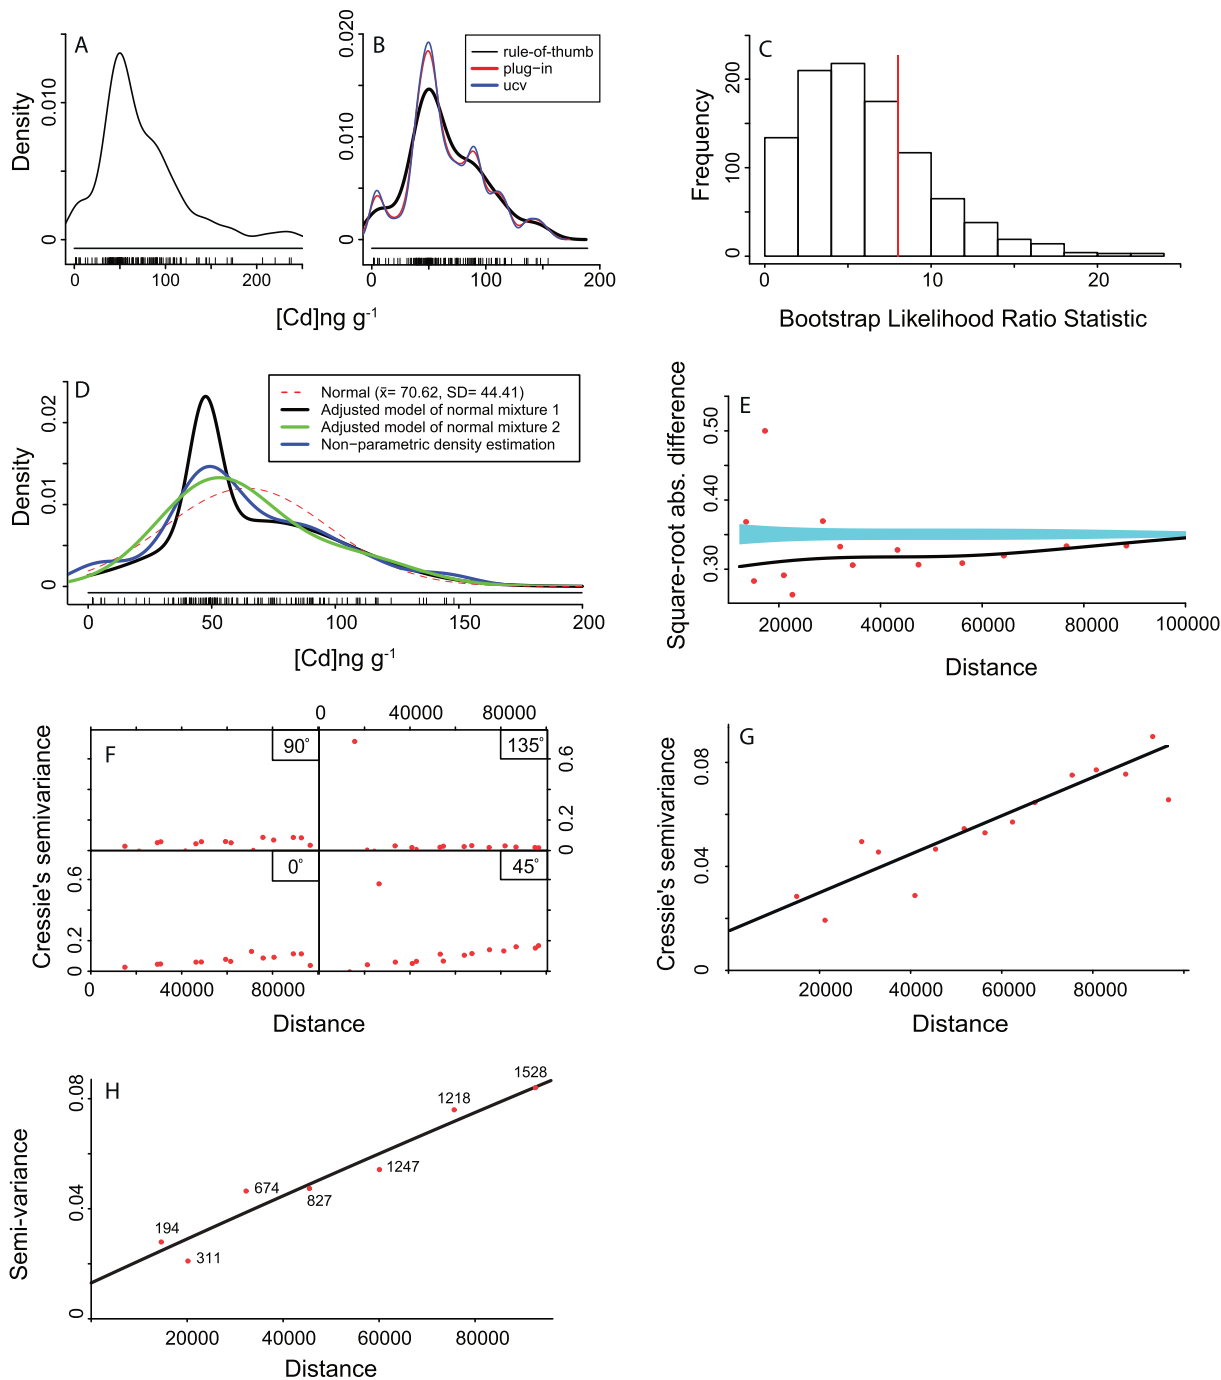 A
Density
0.010
0
0
50
100
200
B
0.020
0.010
0
rule-of-thumb
plug-in
ucv
0
50
100
200
[Cd]ng g-1
C
Frequency
200
100
0
0
10
20
Bootstrap Likelihood Ratio Statistic
D
Density
0.02
0.01
0
Normal (x̄= 70.62, SD= 44.41)
Adjusted model of normal mixture 1
Adjusted model of normal mixture 2
Non−parametric density estimation
0
50
100
150
200
[Cd]ng g-1
E
Square-root abs. difference
0.50
0.40
0.30
20000
40000
60000
80000
100000
Distance
F
Cressie's semivariance
0
40000
80000
90°
135°
0.6
0.2
0
0°
45°
0.6
0.2
0
0
40000
80000
Distance
G
Cressie's semivariance
0.08
0.04
0
20000
40000
60000
80000
Distance
H
Semi-variance
0.08
0.04
0
194
311
674
827
1247
1218
1528
20000
40000
60000
80000
Distance